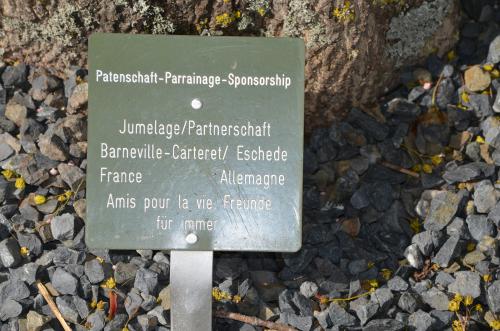 Patenschaft-Parrainage-Sponsorship
Jumelage/Partnerschaft
Barneville-Carteret/ Eschede
France Allemagne
Amis pour la vie Freunde
für immer